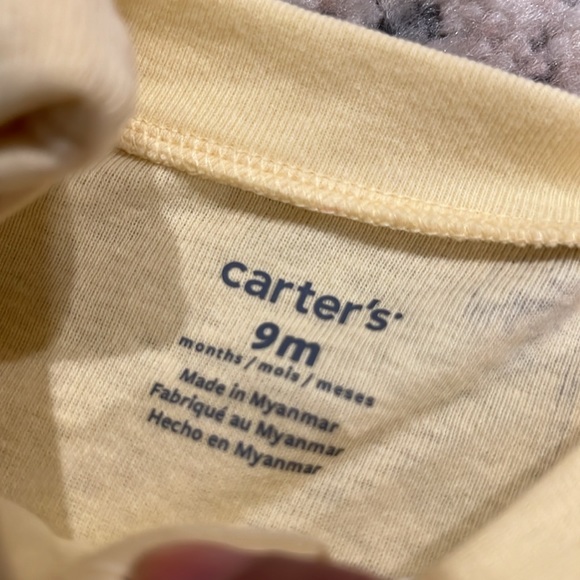 carter's
9m
months / mois / meses
Made in Myanmar
Fabriqué au Myanmar
Hecho en Myanmar